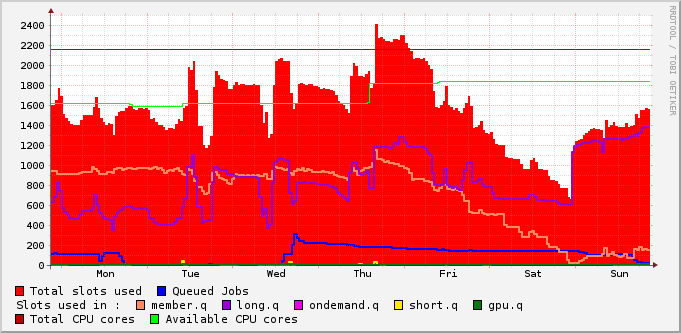 RRDTOOL / TOBI OETIKER
2400
2200
2000
1800
1600
1400
1200
1000
800
600
400
200
0
Mon Tue Wed Thu Fri Sat Sun
Total slots used Queued Jobs
Slots used in : member.q long.q ondemand.q short.q gpu.q
Total CPU cores Available CPU cores